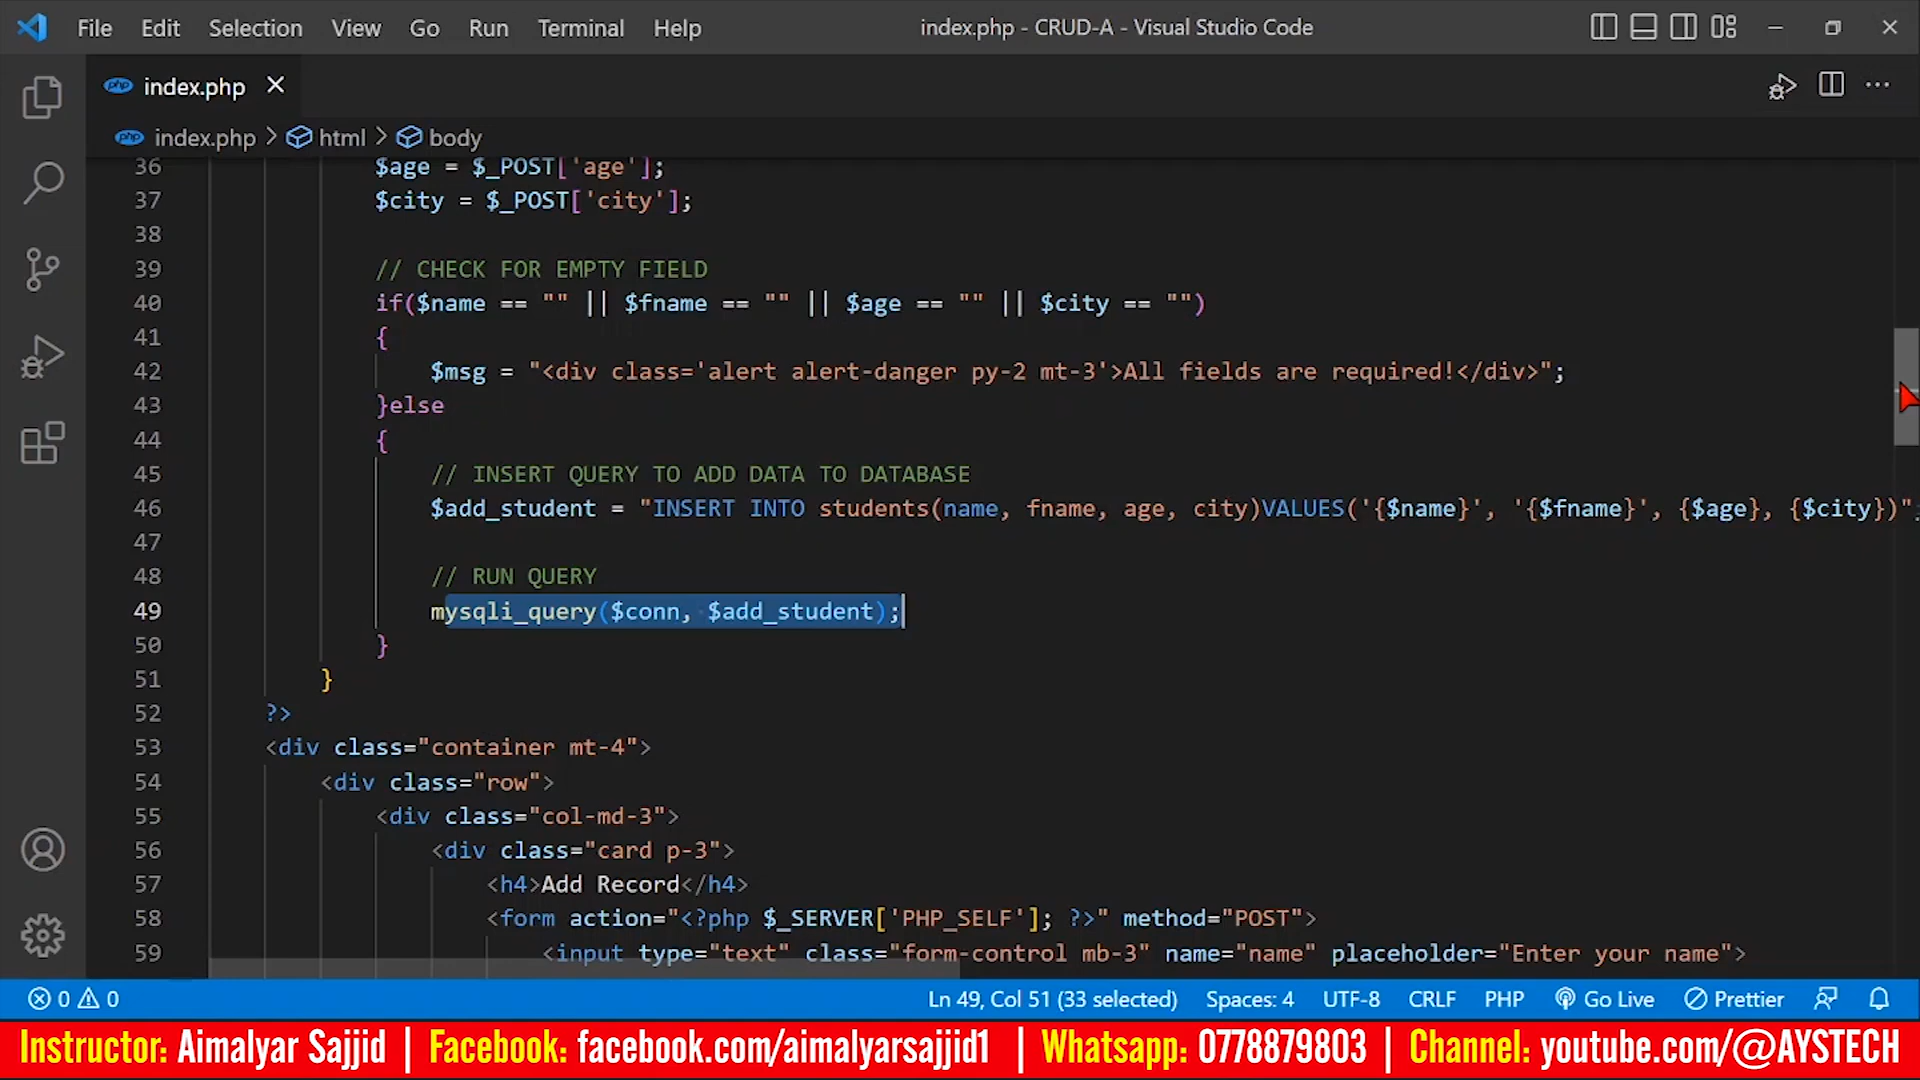 File Edit Selection View Go Run Terminal Help
index.php - CRUD-A - Visual Studio Code
php index.php
php index.php > html > body
36 $age = $_POST['age'];
37 $city = $_POST['city'];
38
39 // CHECK FOR EMPTY FIELD
40 if($name == "" || $fname == "" || $age == "" || $city == "")
41 {
42 $msg = "<div class='alert alert-danger py-2 mt-3'>All fields are required!</div>";
43 }else
44 {
45 // INSERT QUERY TO ADD DATA TO DATABASE
46 $add_student = "INSERT INTO students(name, fname, age, city)VALUES('{$name}', '{$fname}', {$age}, {$city})";
47
48 // RUN QUERY
49 mysqli_query($conn, $add_student);
50 }
51 }
52 ?>
53 <div class="container mt-4">
54 <div class="row">
55 <div class="col-md-3">
56 <div class="card p-3">
57 <h4>Add Record</h4>
58 <form action="<?php $_SERVER['PHP_SELF']; ?>" method="POST">
59 <input type="text" class="form-control mb-3" name="name" placeholder="Enter your name">
0 0 Ln 49, Col 51 (33 selected) Spaces: 4 UTF-8 CRLF PHP Go Live Prettier
Instructor: Aimalyar Sajjid | Facebook: facebook.com/aimalyarsajjid1 | Whatsapp: 0778879803 | Channel: youtube.com/@AYSTECH